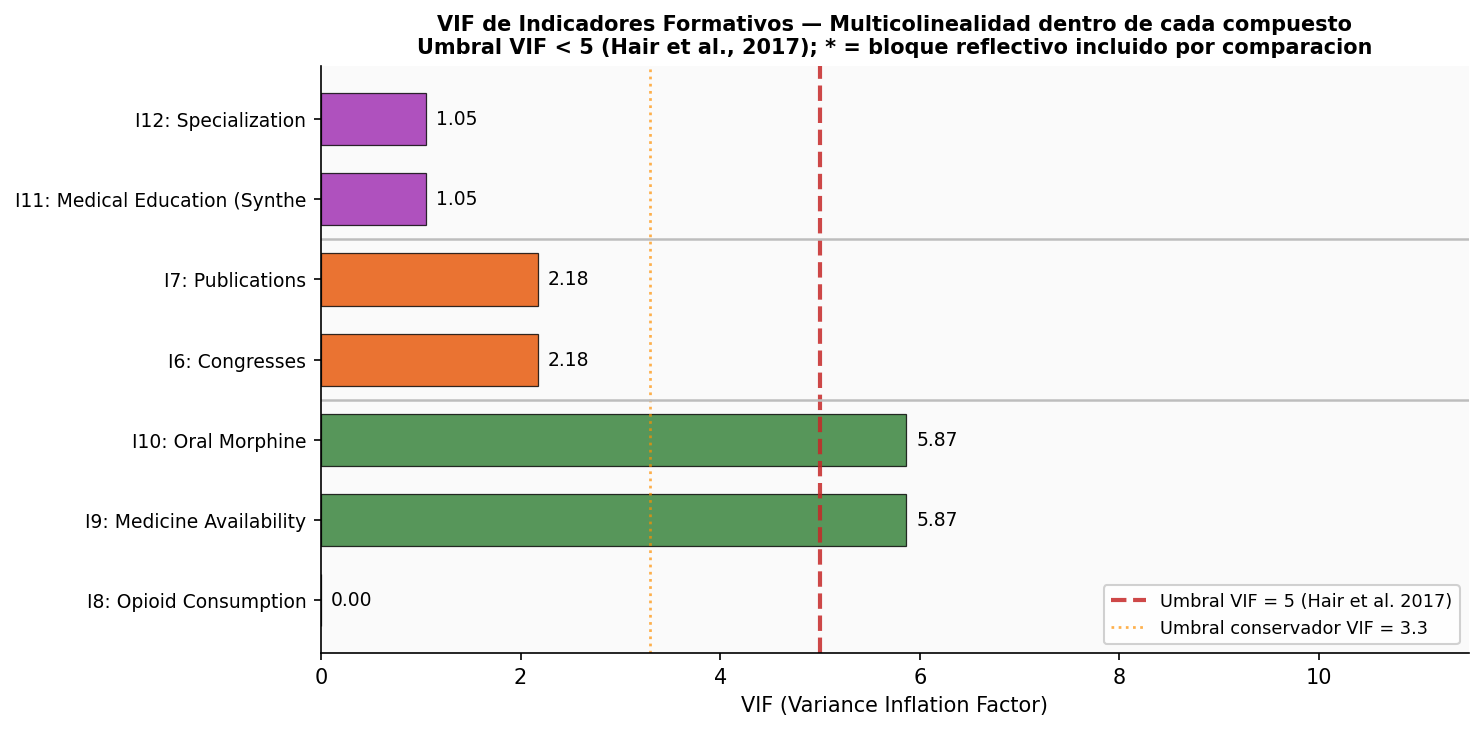 VIF de Indicadores Formativos — Multicolinealidad dentro de cada compuesto
Umbral VIF < 5 (Hair et al., 2017); * = bloque reflectivo incluido por comparacion
I12: Specialization
1.05
I11: Medical Education (Synthe
1.05
I7: Publications
2.18
I6: Congresses
2.18
I10: Oral Morphine
5.87
I9: Medicine Availability
5.87
I8: Opioid Consumption
0.00
Umbral VIF = 5 (Hair et al. 2017)
Umbral conservador VIF = 3.3
0 2 4 6 8 10
VIF (Variance Inflation Factor)